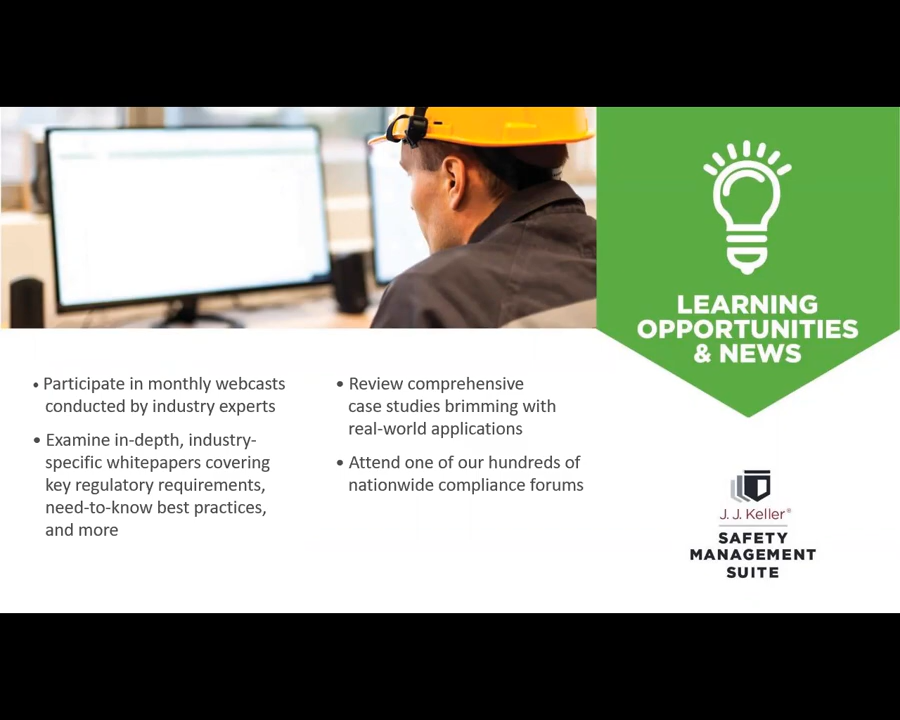 LEARNING
OPPORTUNITIES
& NEWS
• Participate in monthly webcasts
conducted by industry experts
• Examine in-depth, industry-
specific whitepapers covering
key regulatory requirements,
need-to-know best practices,
and more
• Review comprehensive
case studies brimming with
real-world applications
• Attend one of our hundreds of
nationwide compliance forums
J. J. Keller®
SAFETY
MANAGEMENT
SUITE